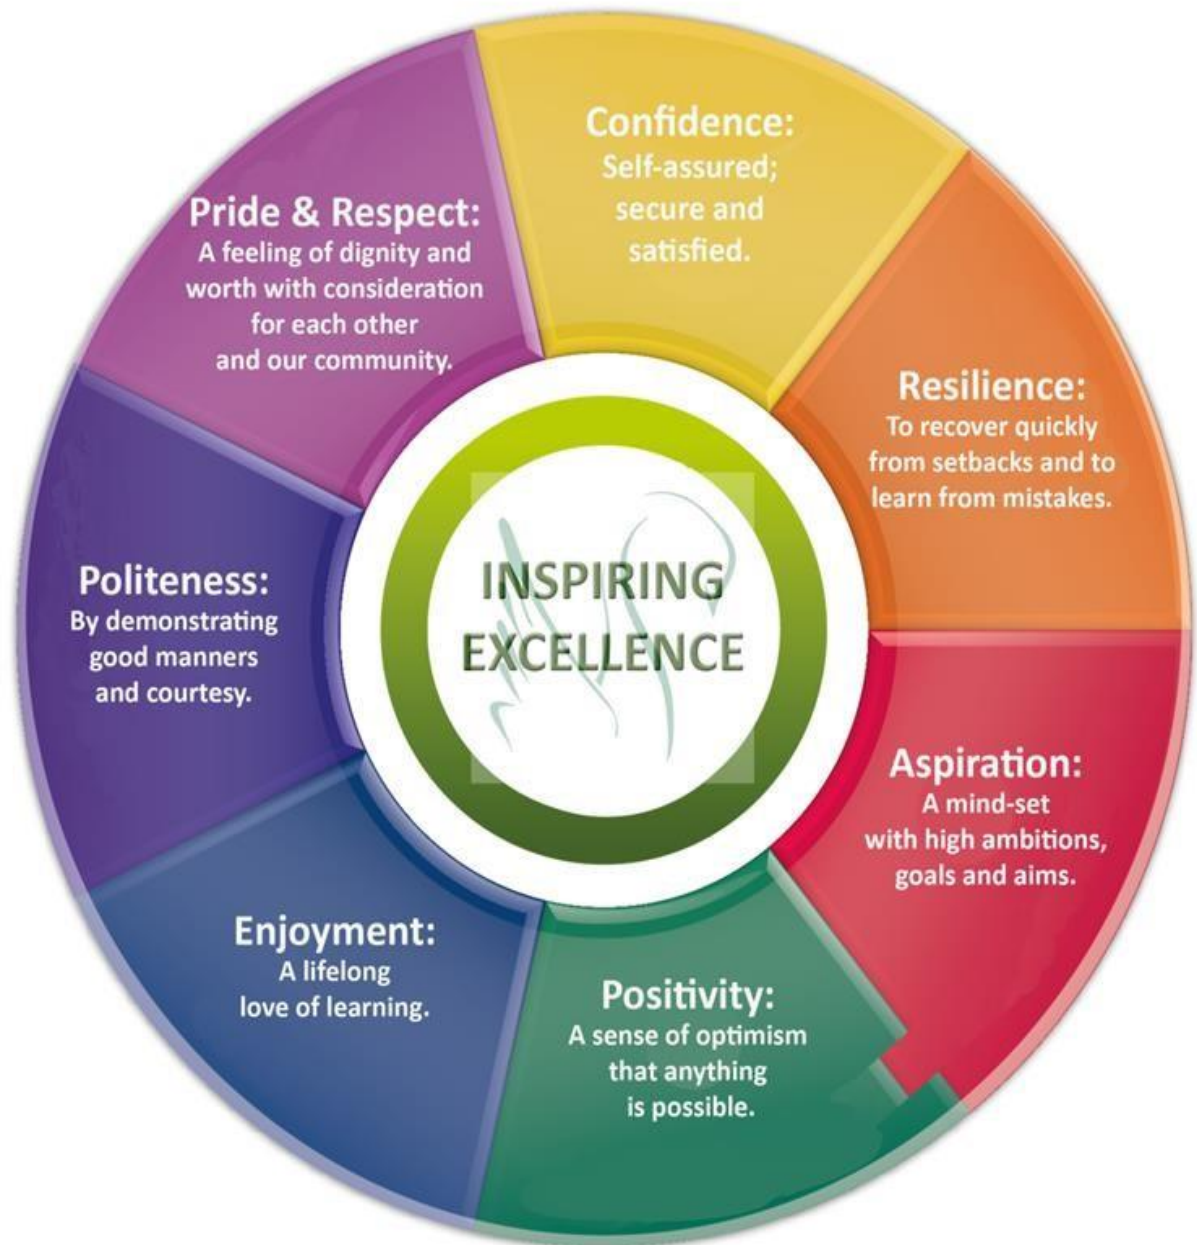 Confidence:
Self-assured;
secure and
satisfied.
Resilience:
To recover quickly
from setbacks and to
learn from mistakes.
Aspiration:
A mind-set
with high ambitions,
goals and aims.
Positivity:
A sense of optimism
that anything
is possible.
Enjoyment:
A lifelong
love of learning.
Politeness:
By demonstrating
good manners
and courtesy.
Pride & Respect:
A feeling of dignity and
worth with consideration
for each other
and our community.
INSPIRING
EXCELLENCE